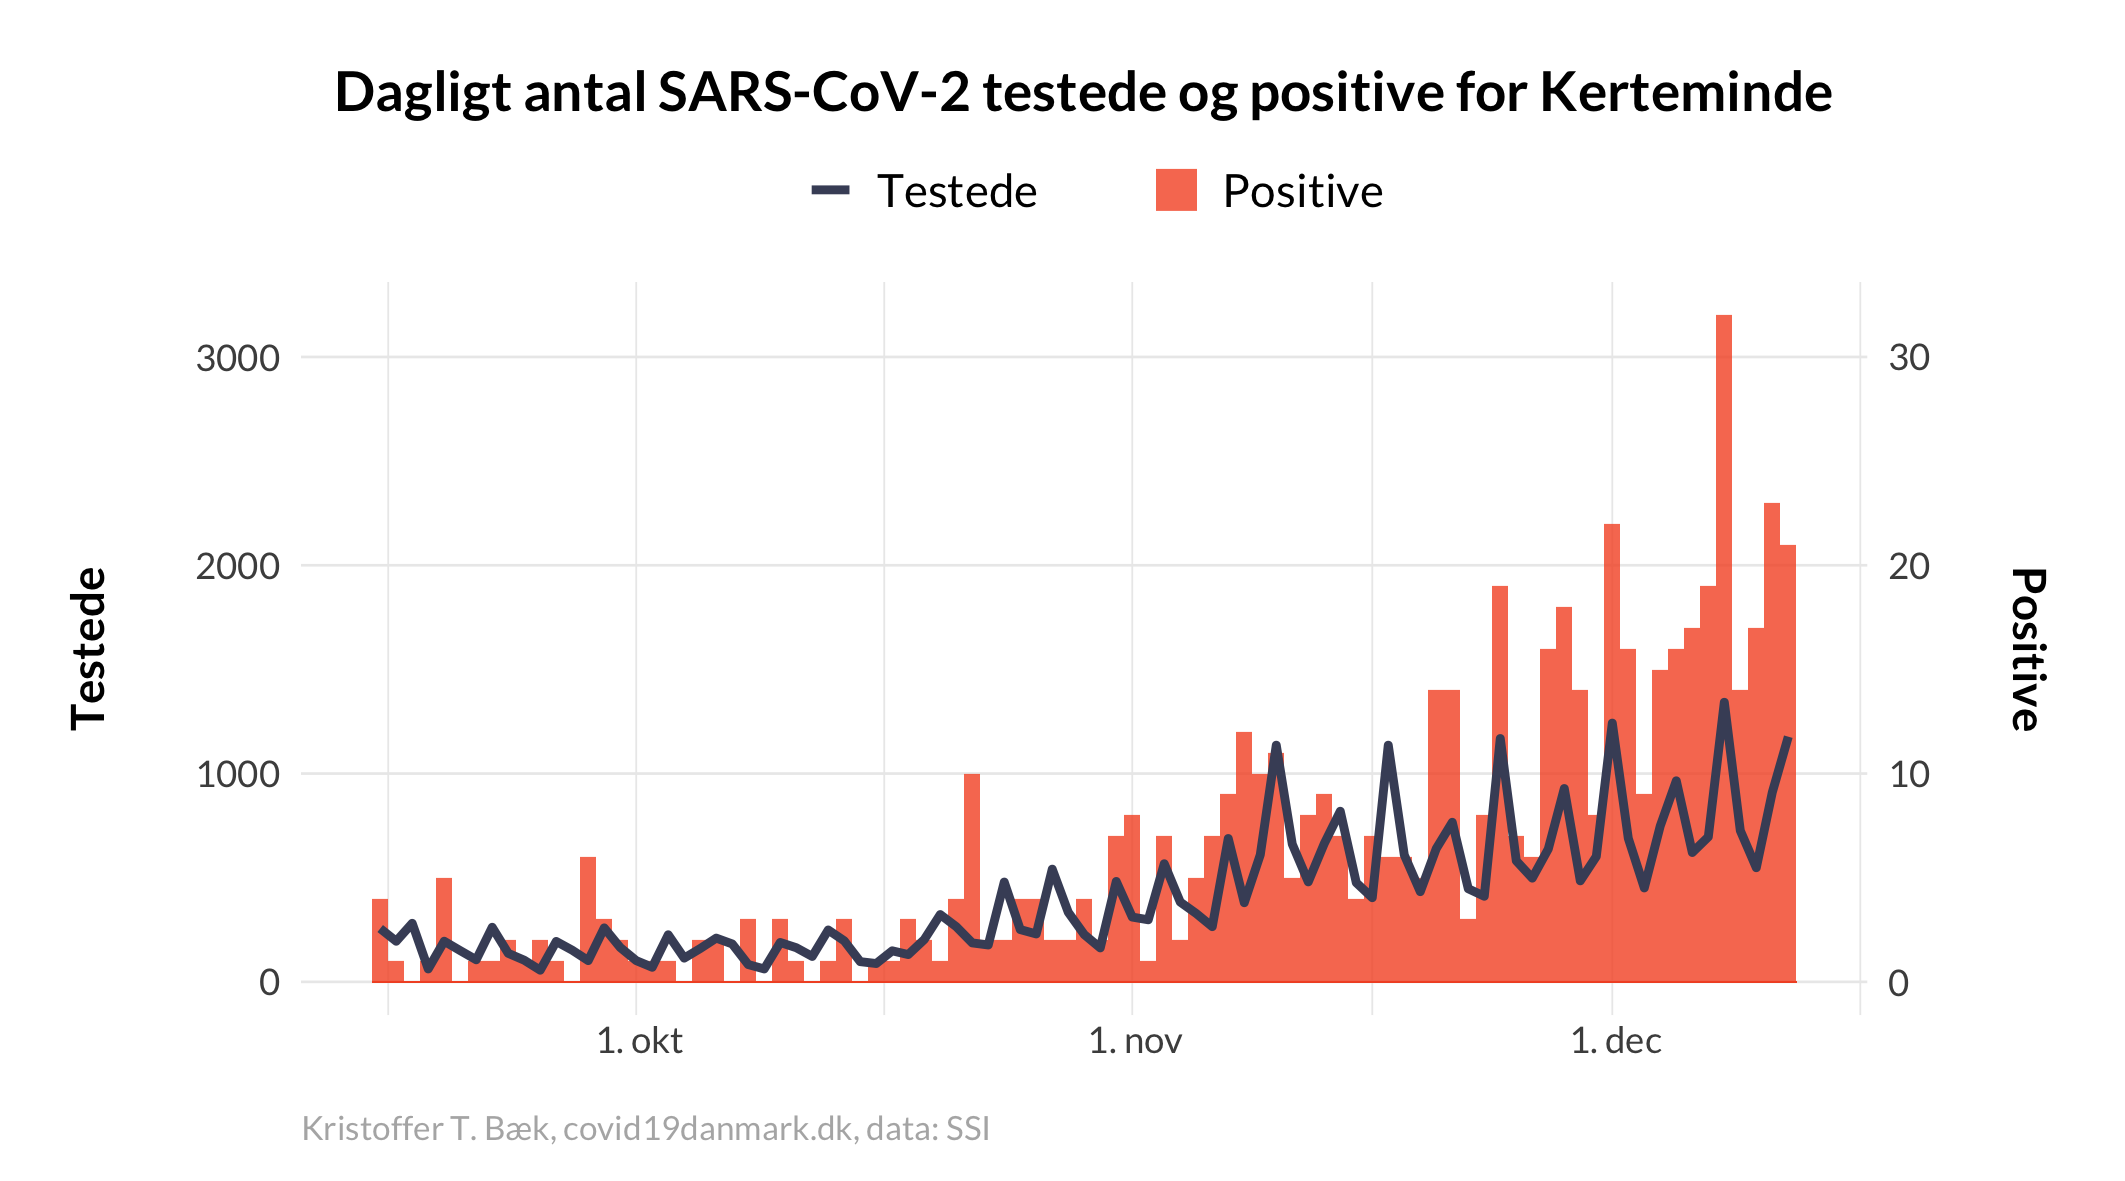 Dagligt antal SARS-CoV-2 testede og positive for Kerteminde
Testede
Positive
3000
2000
1000
0
30
20
10
0
Testede
Positive
1. okt
1. nov
1. dec
Kristoffer T. Bæk, covid19danmark.dk, data: SSI